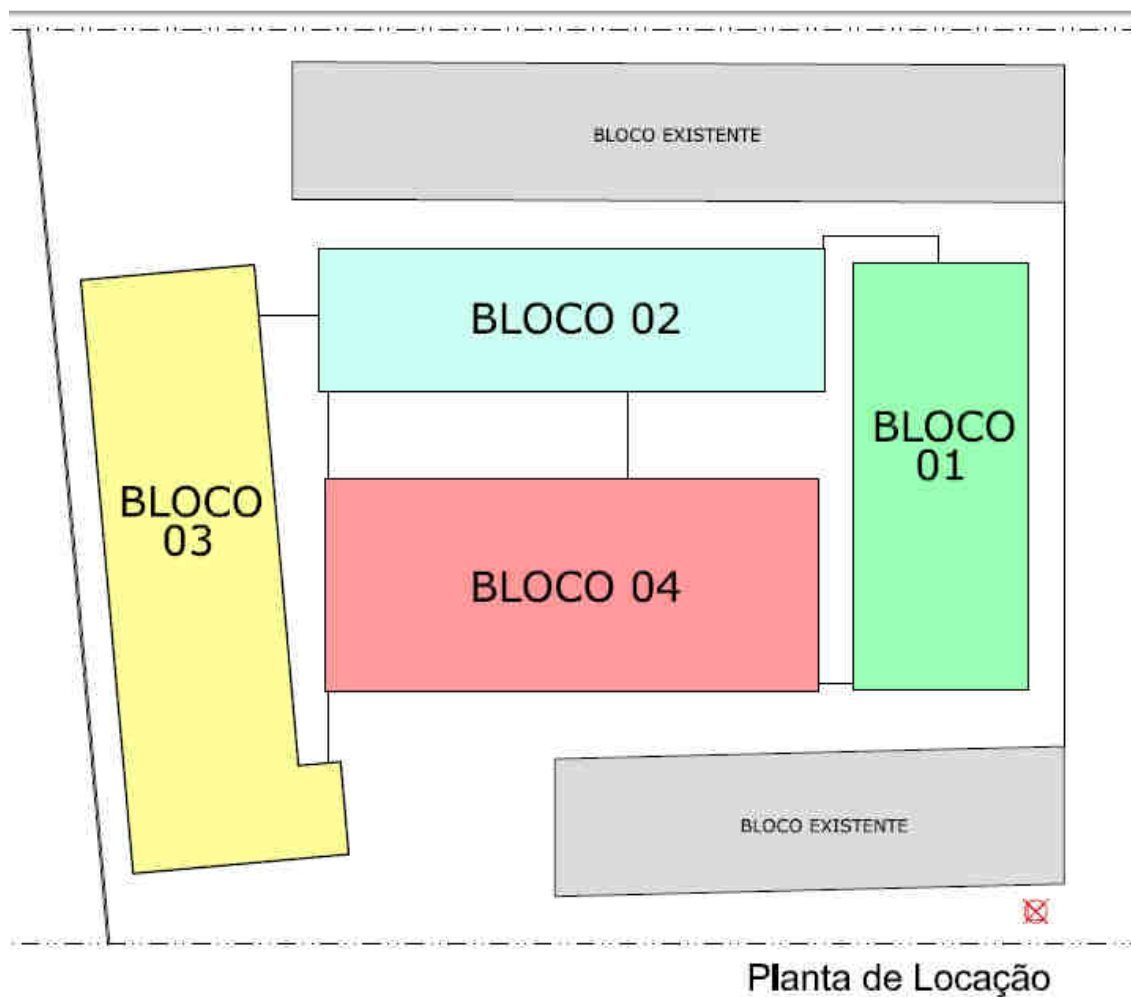 BLOCO EXISTENTE
BLOCO 02
BLOCO
01
BLOCO
03
BLOCO 04
BLOCO EXISTENTE
Planta de Locação